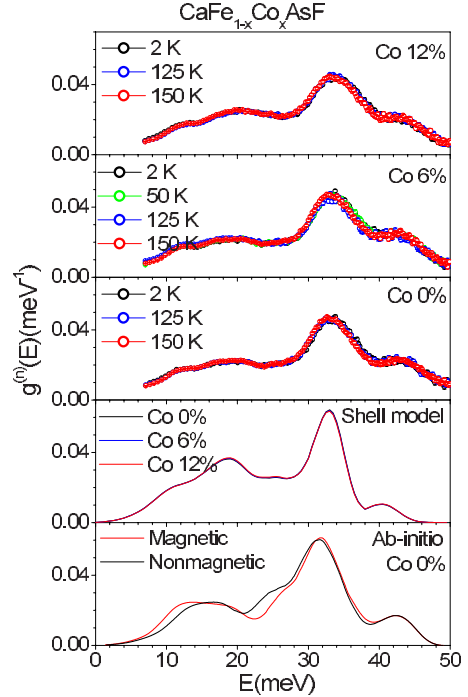 CaFe1-xCoxAsF
2 K
125 K
150 K
Co 12%
0.04
0.00
2 K
50 K
125 K
150 K
Co 6%
0.04
0.00
2 K
125 K
150 K
Co 0%
0.04
0.00
g(n)(E)(meV-1)
Co 0%
Co 6%
Co 12%
Shell model
0.04
0.00
Magnetic
Nonmagnetic
Ab-initio
Co 0%
0.04
0.00
0 10 20 30 40 50
E(meV)